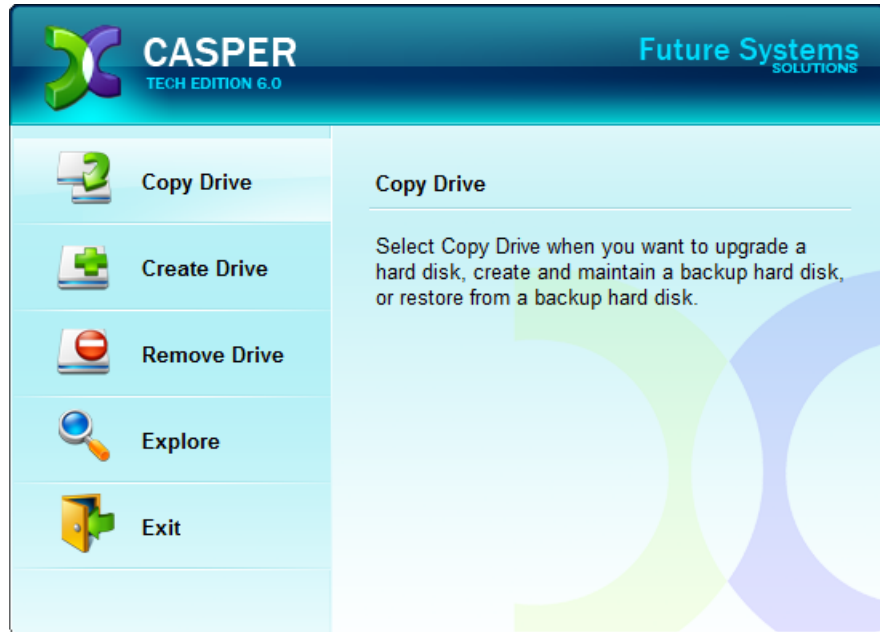 CASPER
TECH EDITION 6.0
Future Systems
SOLUTIONS
Copy Drive
Create Drive
Remove Drive
Explore
Exit
Copy Drive
Select Copy Drive when you want to upgrade a
hard disk, create and maintain a backup hard disk,
or restore from a backup hard disk.